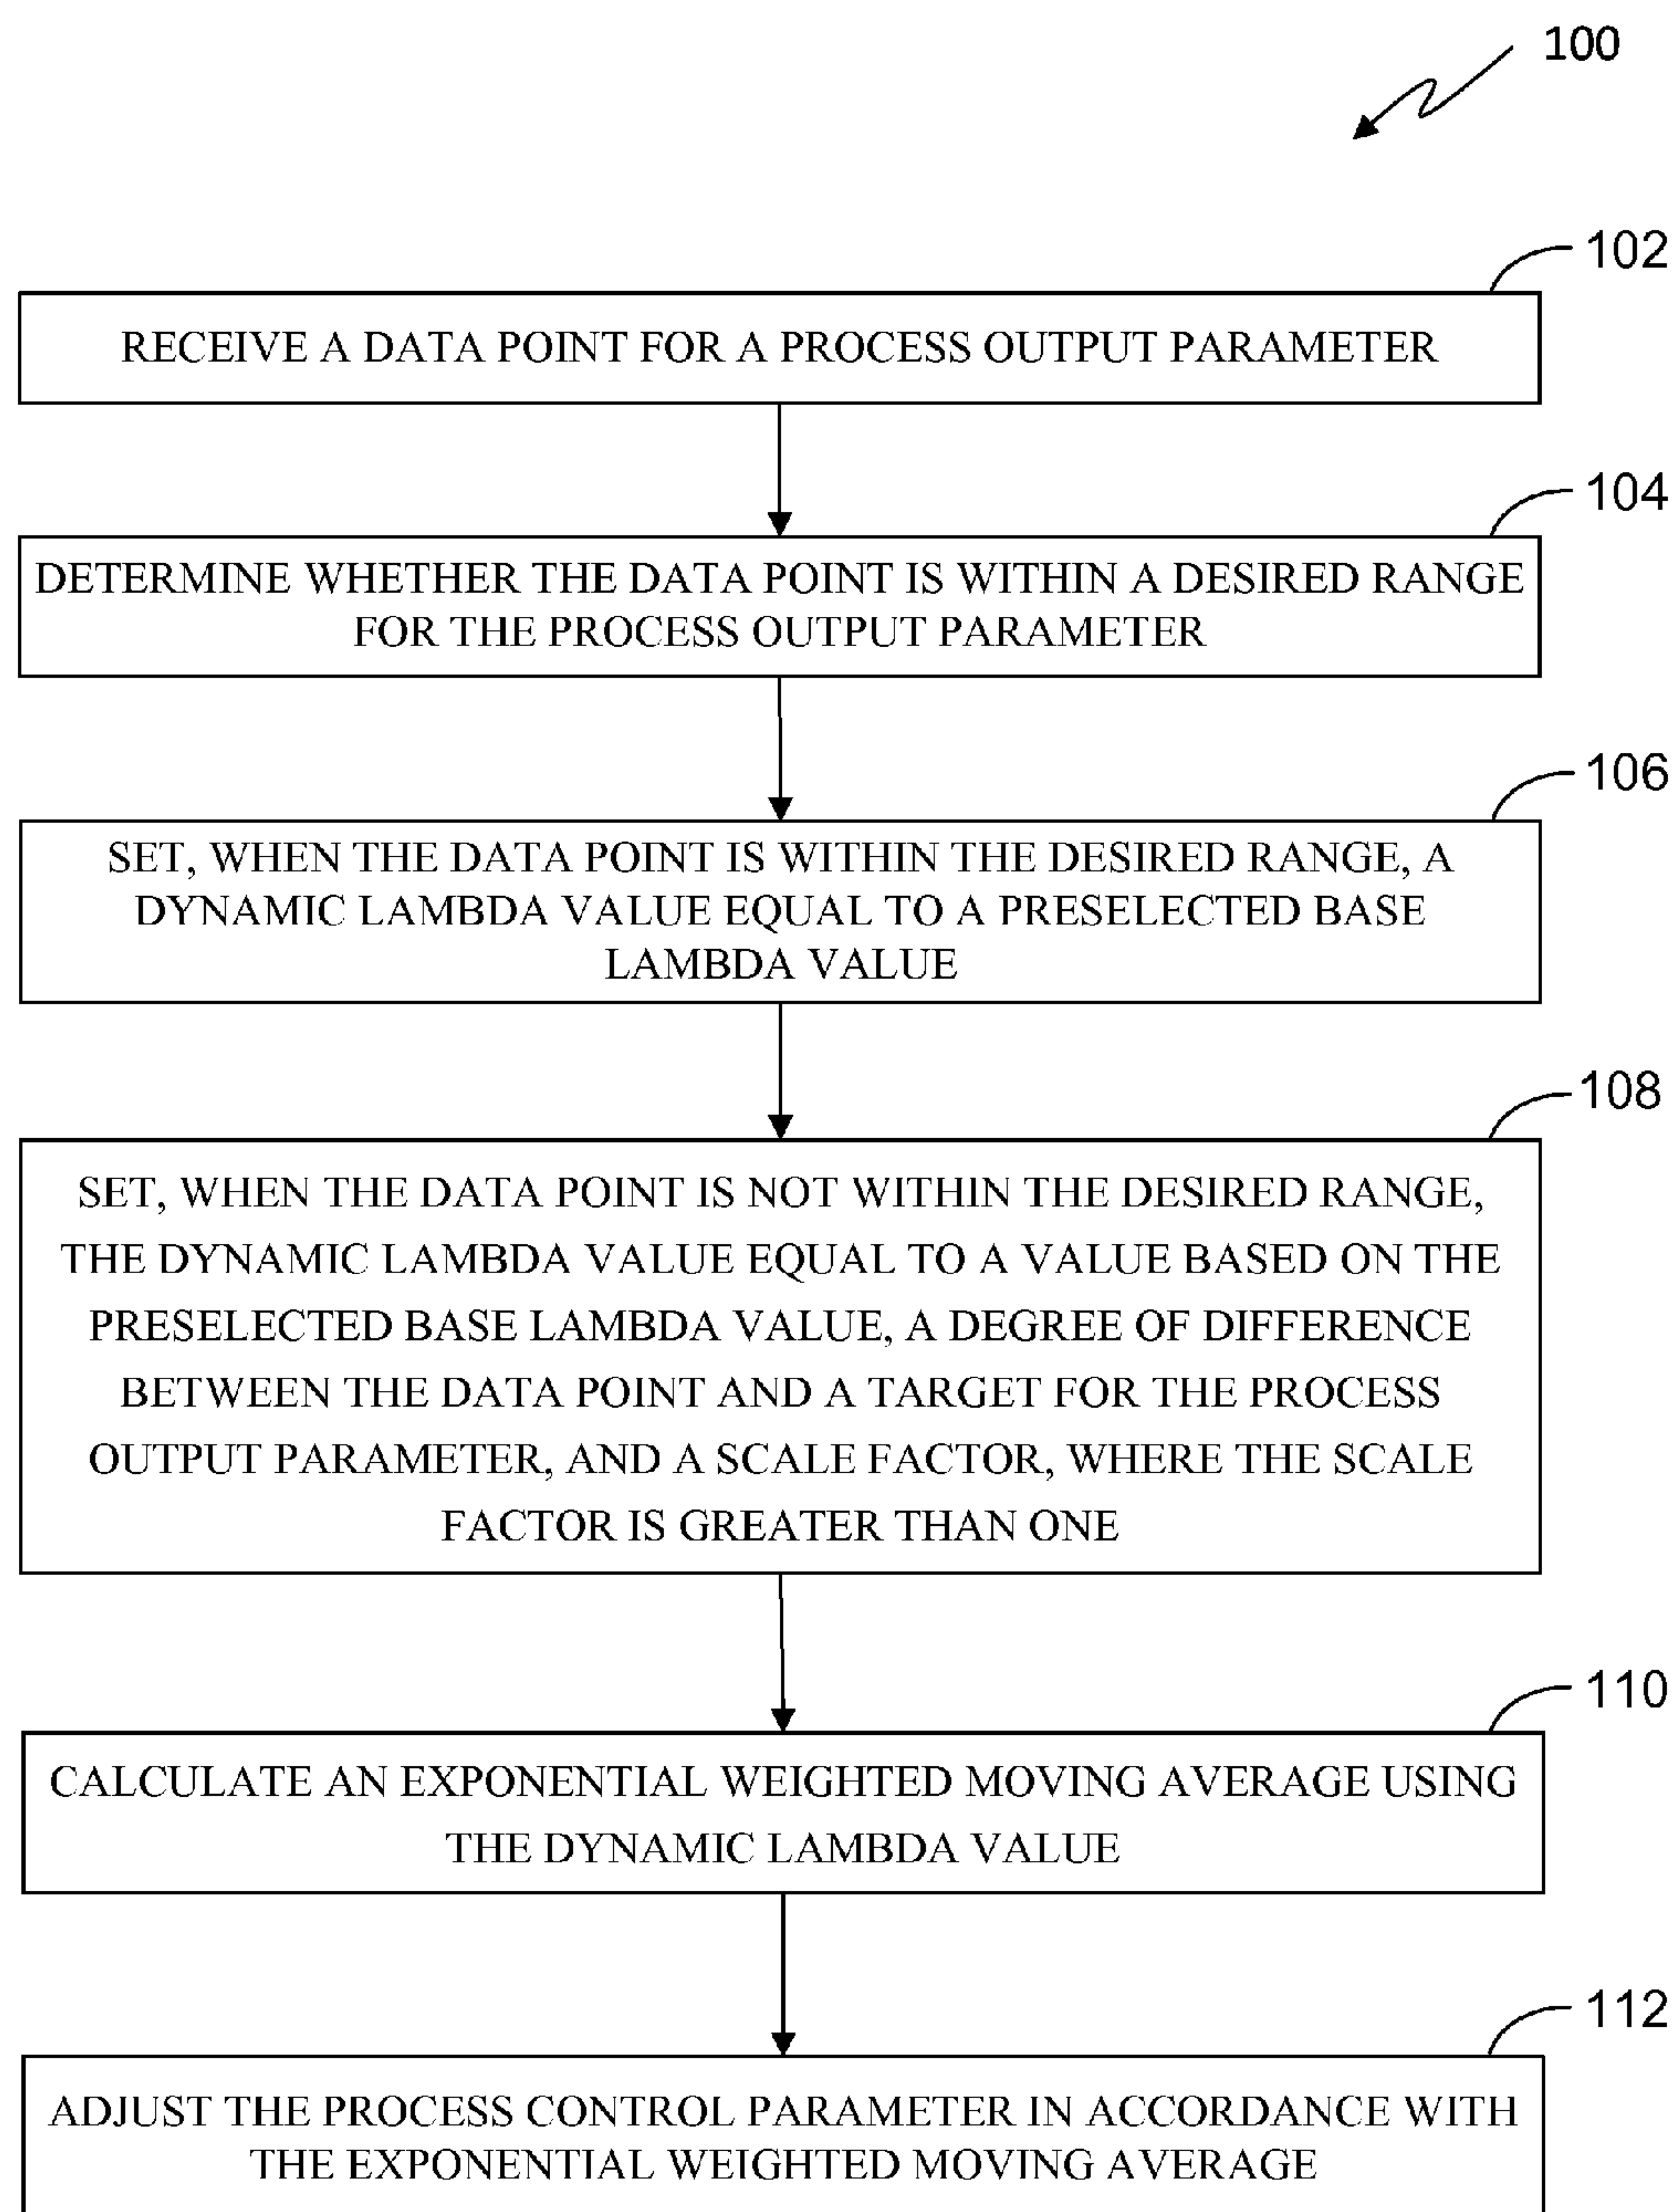 100
102
RECEIVE A DATA POINT FOR A PROCESS OUTPUT PARAMETER
104
DETERMINE WHETHER THE DATA POINT IS WITHIN A DESIRED RANGE
FOR THE PROCESS OUTPUT PARAMETER
106
SET, WHEN THE DATA POINT IS WITHIN THE DESIRED RANGE, A
DYNAMIC LAMBDA VALUE EQUAL TO A PRESELECTED BASE
LAMBDA VALUE
108
SET, WHEN THE DATA POINT IS NOT WITHIN THE DESIRED RANGE,
THE DYNAMIC LAMBDA VALUE EQUAL TO A VALUE BASED ON THE
PRESELECTED BASE LAMBDA VALUE, A DEGREE OF DIFFERENCE
BETWEEN THE DATA POINT AND A TARGET FOR THE PROCESS
OUTPUT PARAMETER, AND A SCALE FACTOR, WHERE THE SCALE
FACTOR IS GREATER THAN ONE
110
CALCULATE AN EXPONENTIAL WEIGHTED MOVING AVERAGE USING
THE DYNAMIC LAMBDA VALUE
112
ADJUST THE PROCESS CONTROL PARAMETER IN ACCORDANCE WITH
THE EXPONENTIAL WEIGHTED MOVING AVERAGE